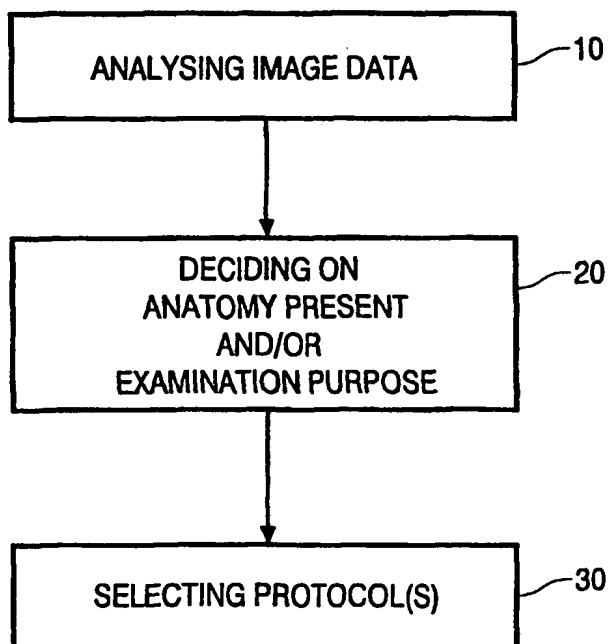 ANALYSING IMAGE DATA
10
DECIDING ON
ANATOMY PRESENT
AND/OR
EXAMINATION PURPOSE
20
SELECTING PROTOCOL(S)
30